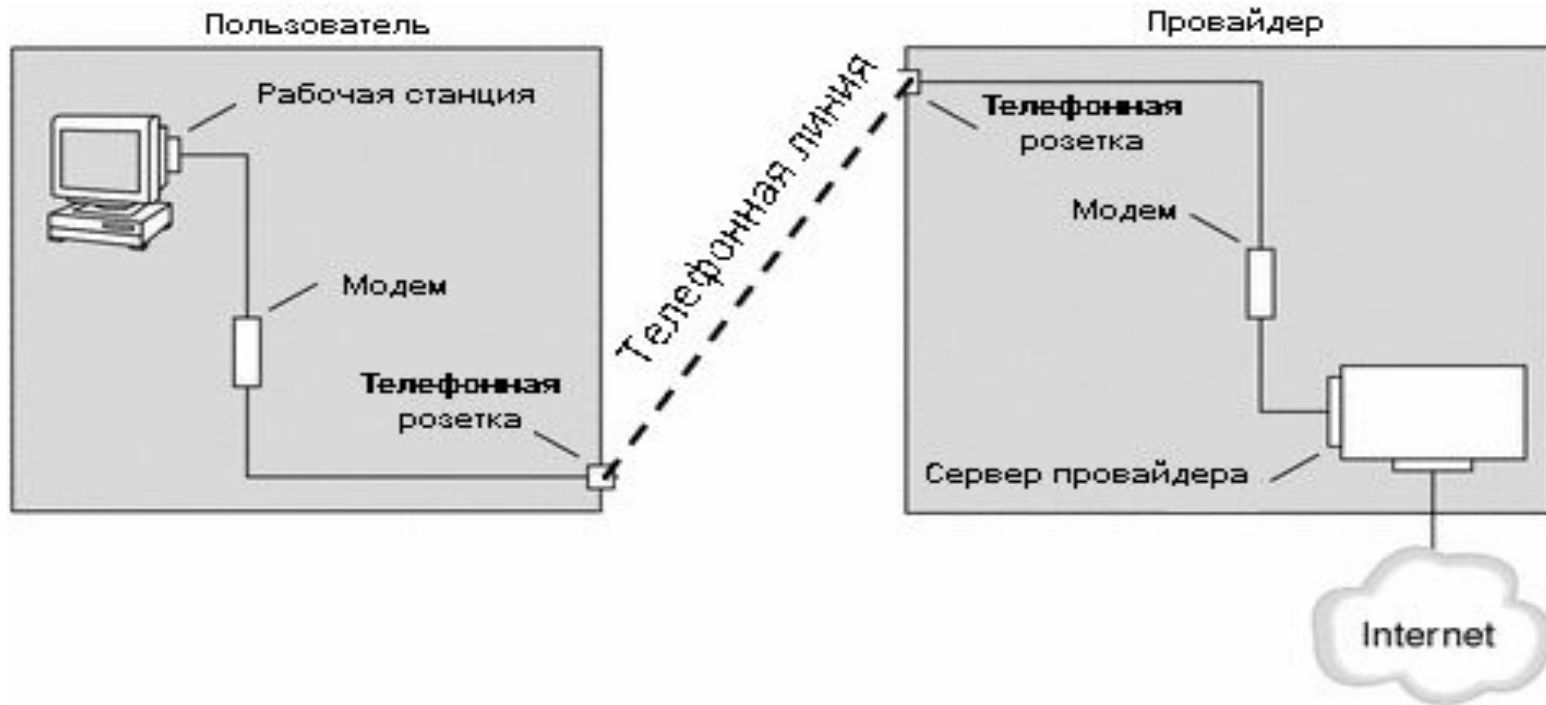 Пользователь
Рабочая станция
Модем
Телефонная
розетка
Телефонная линия
Провайдер
Телефонная
розетка
Модем
Сервер провайдера
Internet